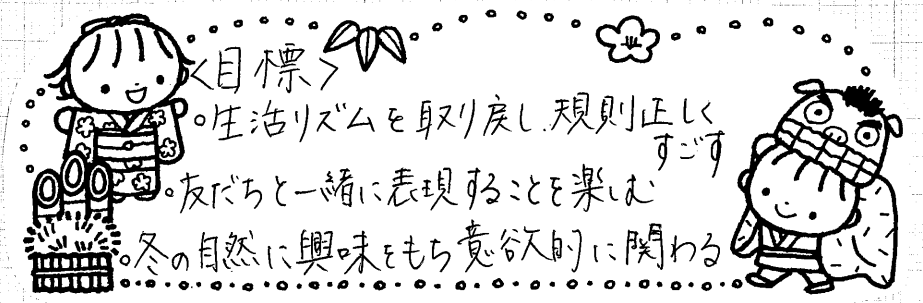 <目標>
。生活リズムを取り戻し、規則正しく
すごす
。友だちと一緒に表現することを楽しむ
。冬の自然に興味をもち意欲的に関わる